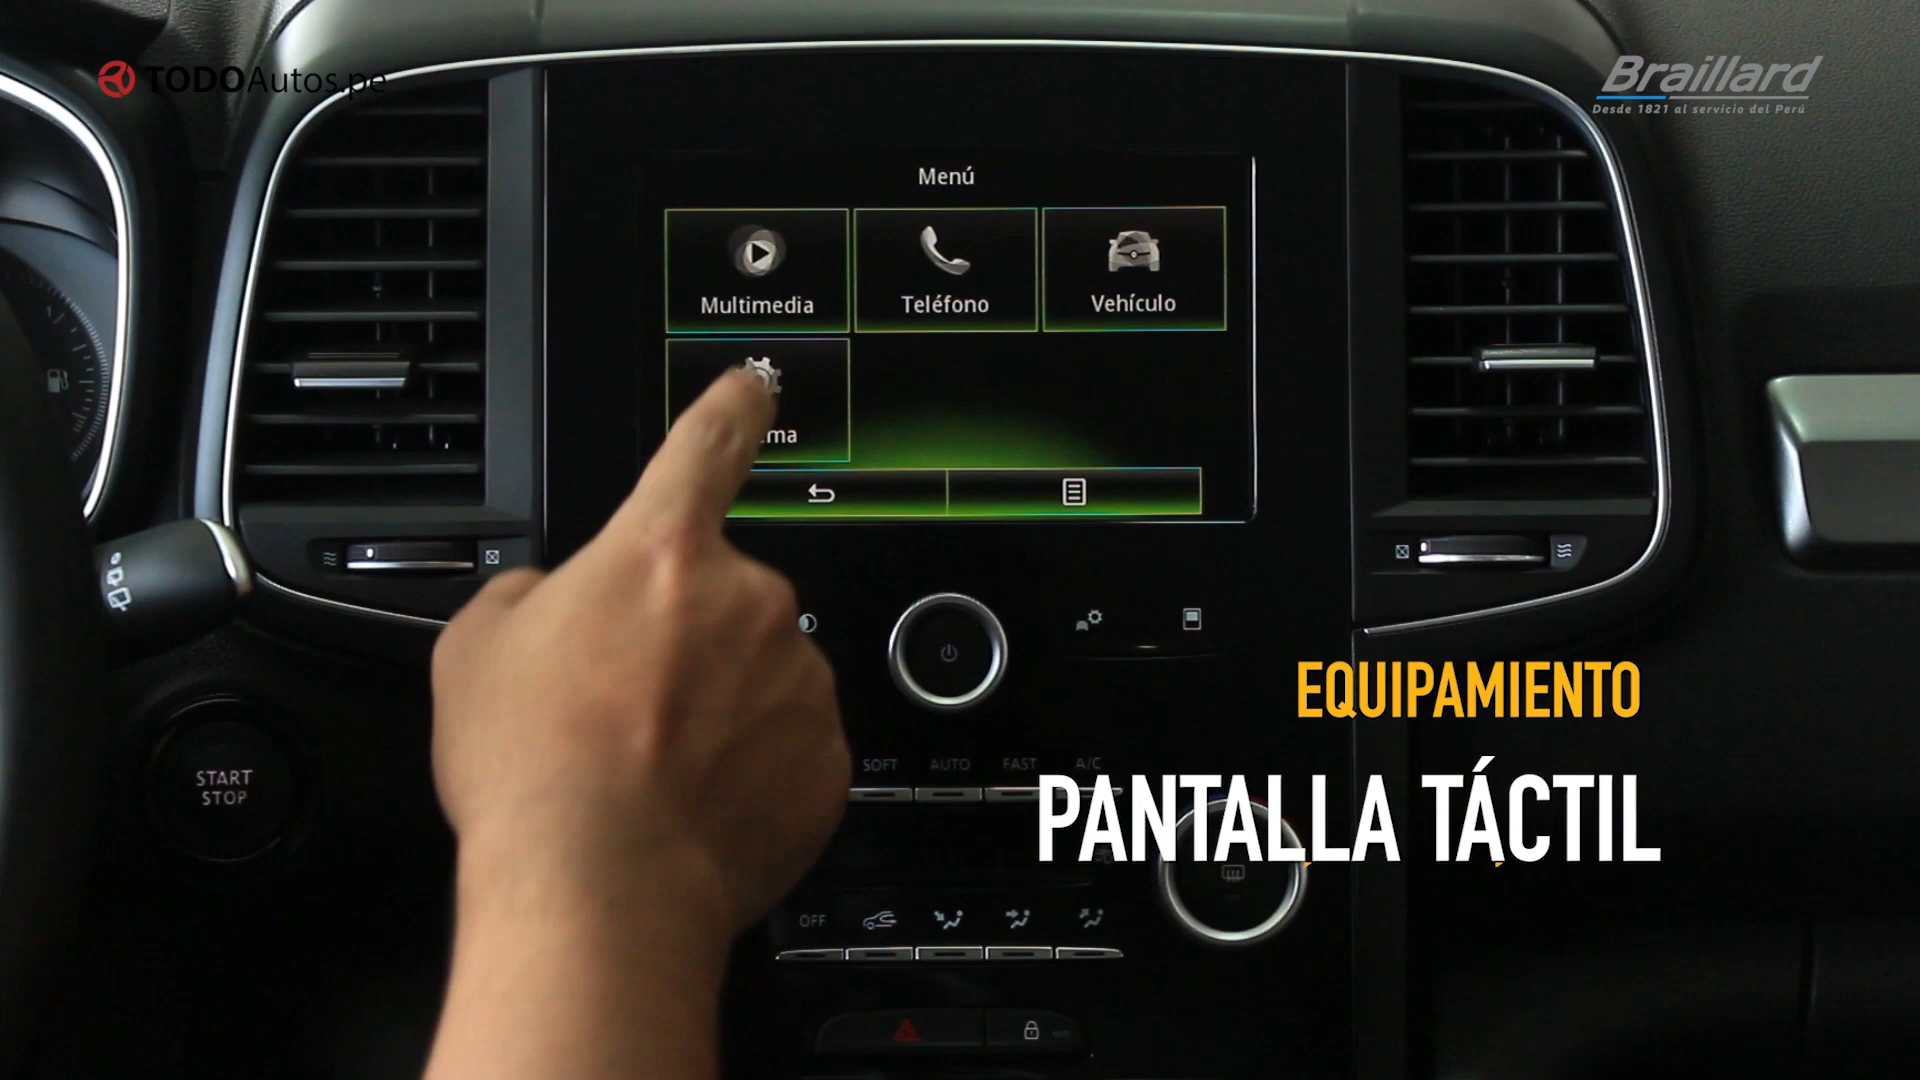 TODOAutos.pe
Braillard
Desde 1821 al servicio del Perú
Menú
Multimedia
Teléfono
Vehículo
START
STOP
EQUIPAMIENTO
SOFT AUTO FAST A/C
PANTALLA TÁCTIL
OFF